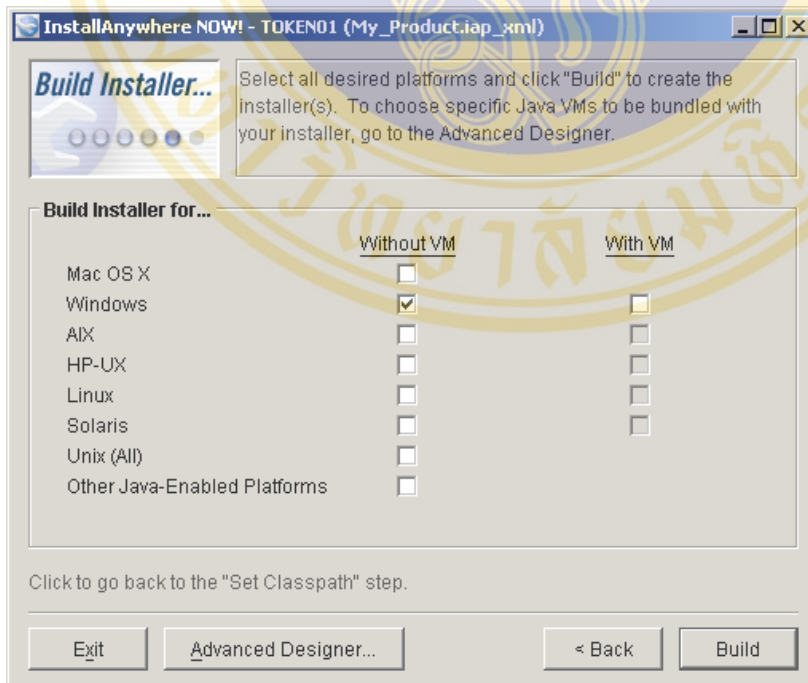 InstallAnywhere NOW! - TOKEN01 (My_Product.iap_xml)
Build Installer...
Select all desired platforms and click "Build" to create the
installer(s). To choose specific Java VMs to be bundled with
your installer, go to the Advanced Designer.
Build Installer for...
Without VM With VM
Mac OS X
Windows
AIX
HP-UX
Linux
Solaris
Unix (All)
Other Java-Enabled Platforms
Click to go back to the "Set Classpath" step.
Exit Advanced Designer... < Back Build